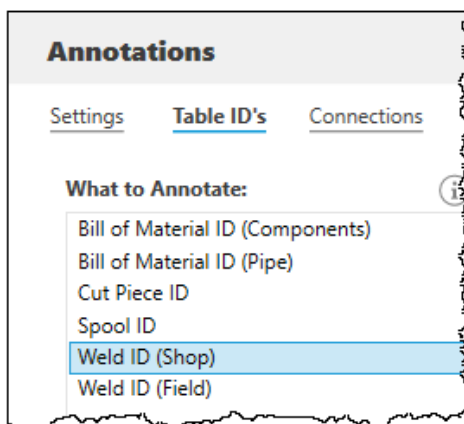 Annotations
Settings Table ID's Connections
What to Annotate: i
Bill of Material ID (Components)
Bill of Material ID (Pipe)
Cut Piece ID
Spool ID
Weld ID (Shop)
Weld ID (Field)